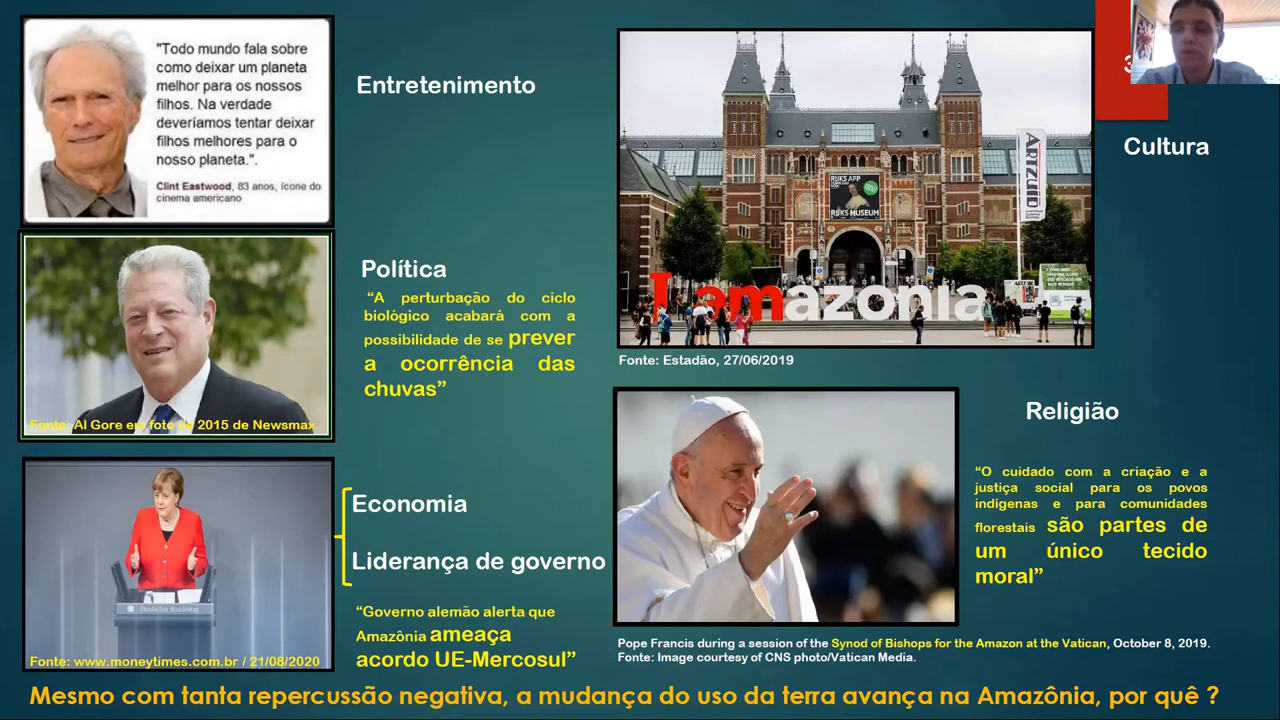 "Todo mundo fala sobre
como deixar um planeta
melhor para os nossos
filhos. Na verdade
deveríamos tentar deixar
filhos melhores para o
nosso planeta.".
Clint Eastwood, 83 anos, ícone do
cinema americano
Entretenimento
Política
“A perturbação do ciclo
biológico acabará com a
possibilidade de se prever
a ocorrência das
chuvas”
Fonte: Al Gore em foto de 2015 de Newsmax
Economia
Liderança de governo
“Governo alemão alerta que
Amazônia ameaça
acordo UE-Mercosul”
Deutscher Bundestag
Fonte: www.moneytimes.com.br / 21/08/2020
3
Cultura
ARTZUID
RIJKS APP
RIJKS MUSEUM
I amazonia
Fonte: Estadão, 27/06/2019
Religião
“O cuidado com a criação e a
justiça social para os povos
indígenas e para comunidades
florestais são partes de
um único tecido
moral”
Pope Francis during a session of the Synod of Bishops for the Amazon at the Vatican, October 8, 2019.
Fonte: Image courtesy of CNS photo/Vatican Media.
Mesmo com tanta repercussão negativa, a mudança do uso da terra avança na Amazônia, por quê ?